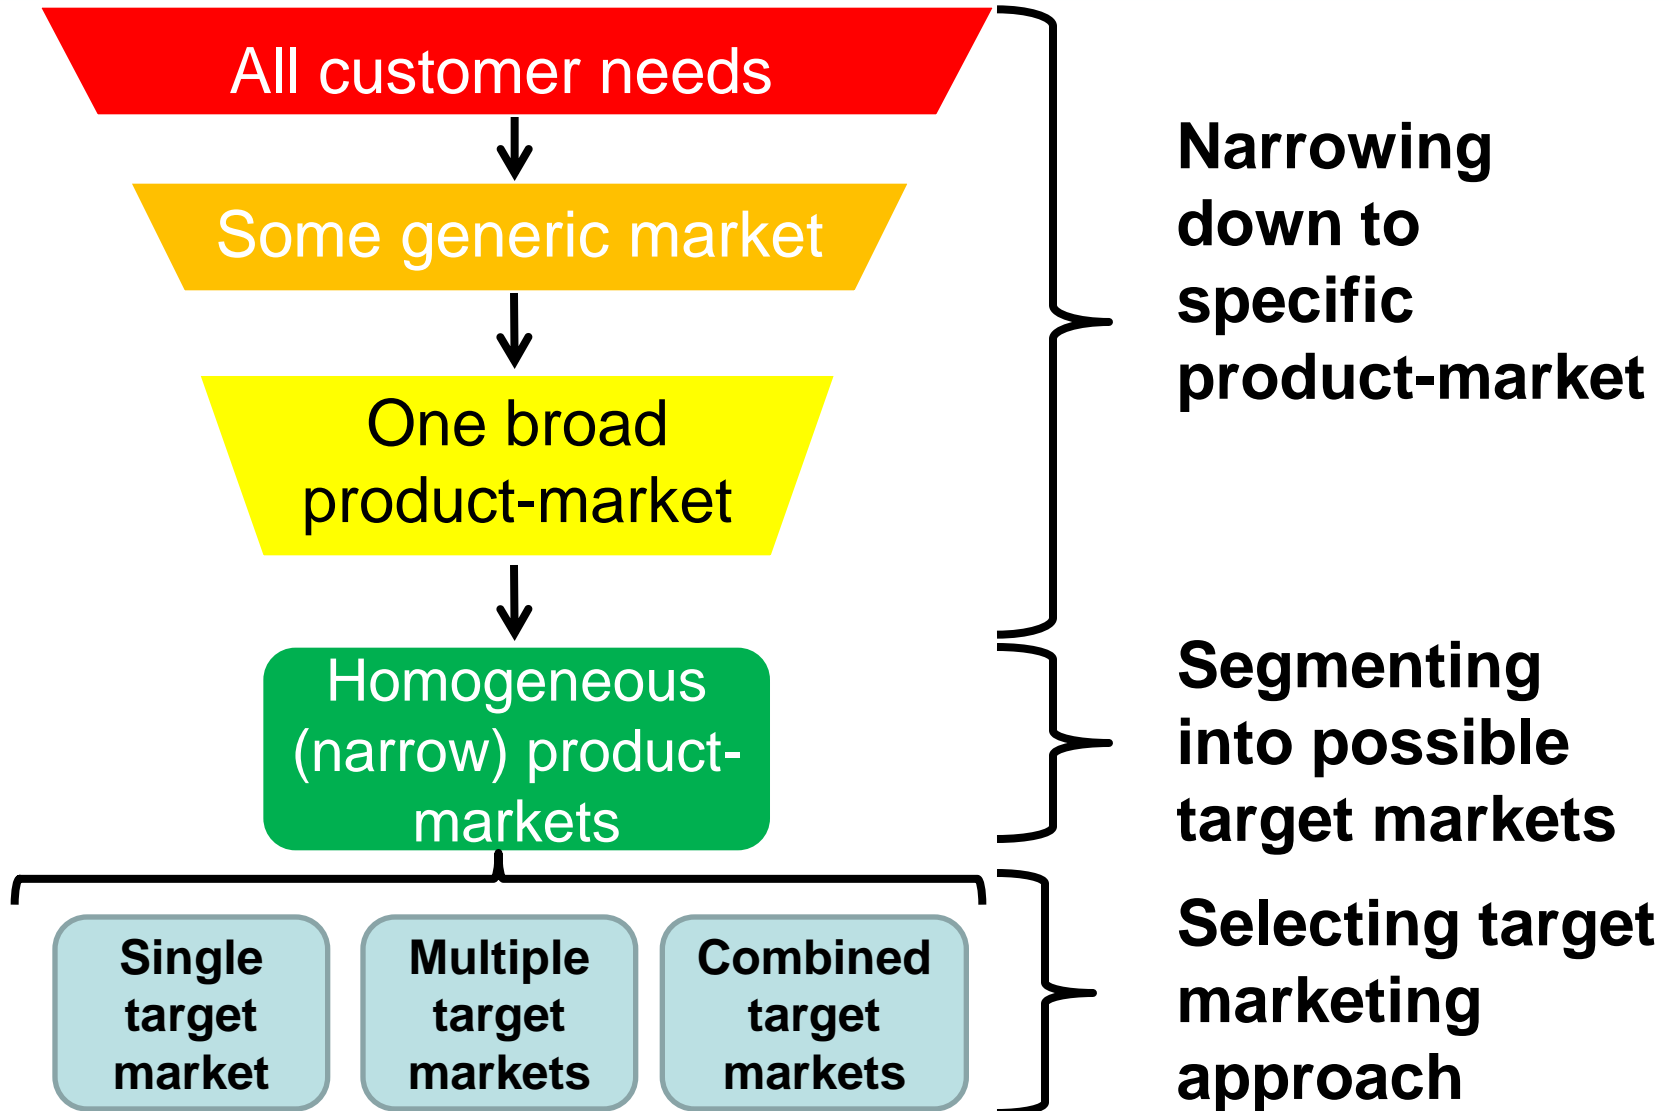 All customer needs
Some generic market
One broad
product-market
Homogeneous
(narrow) product-
markets
Single
target
market
Multiple
target
markets
Combined
target
markets
Narrowing
down to
specific
product-market
Segmenting
into possible
target markets
Selecting target
marketing
approach